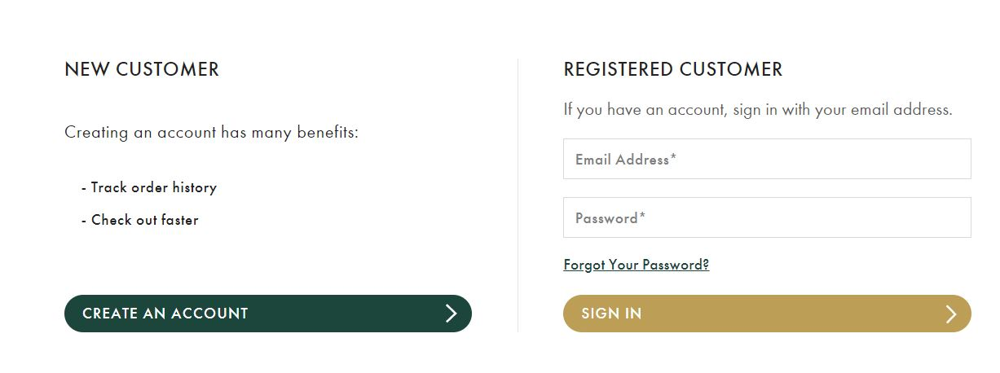 NEW CUSTOMER
Creating an account has many benefits:
- Track order history
- Check out faster
CREATE AN ACCOUNT
REGISTERED CUSTOMER
If you have an account, sign in with your email address.
Email Address*
Password*
Forgot Your Password?
SIGN IN